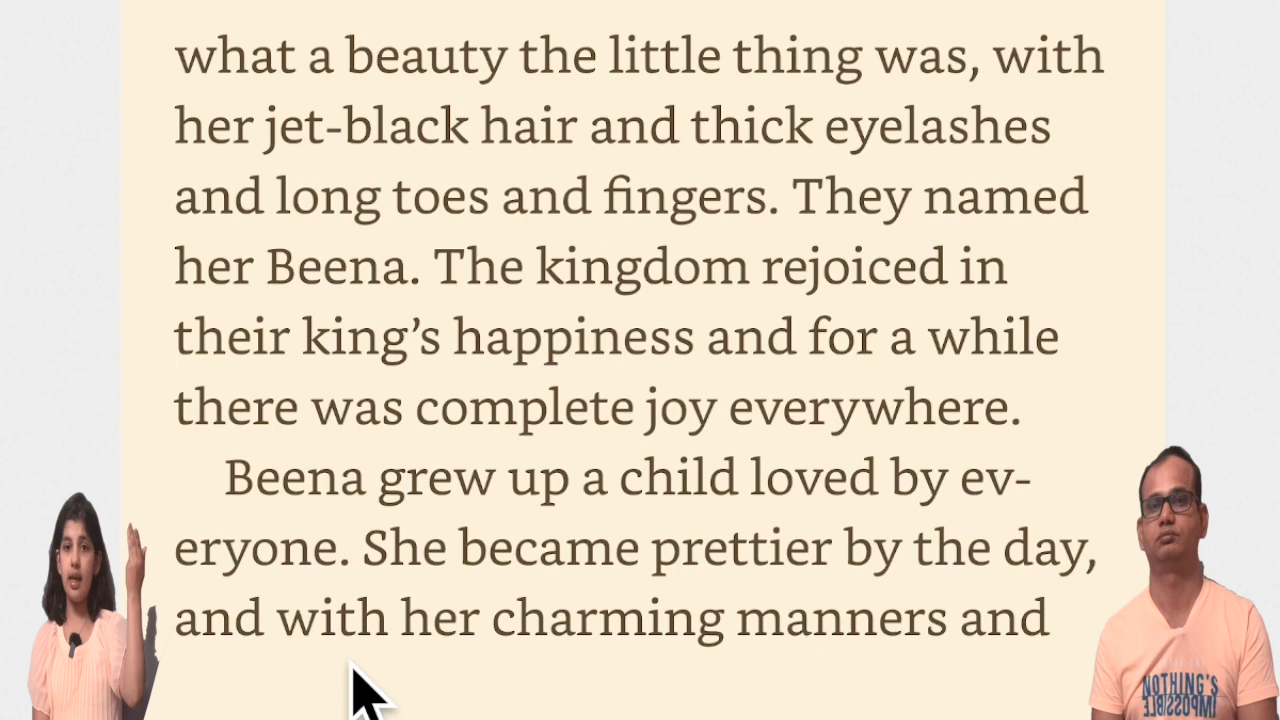 what a beauty the little thing was, with
her jet-black hair and thick eyelashes
and long toes and fingers. They named
her Beena. The kingdom rejoiced in
their king’s happiness and for a while
there was complete joy everywhere.
Beena grew up a child loved by ev-
eryone. She became prettier by the day,
and with her charming manners and
NOTHING'S
IMPOSSIBLE